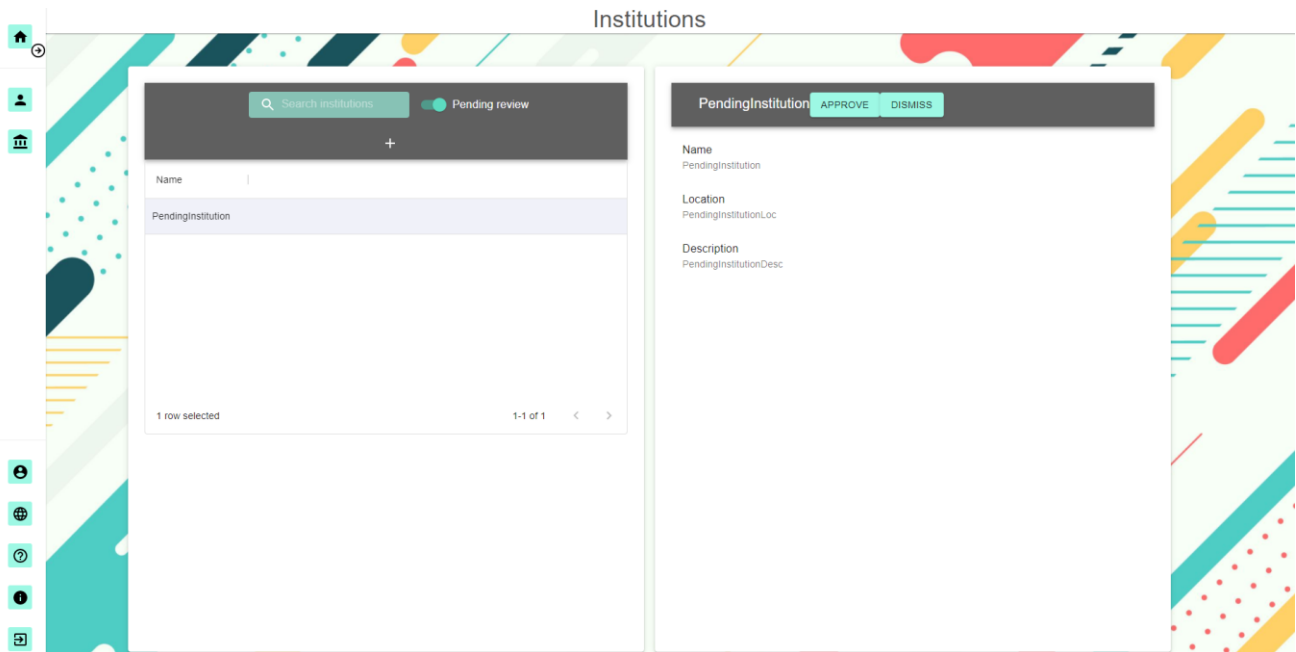 Institutions
Search institutions
Pending review
+
Name
PendingInstitution
1 row selected
1-1 of 1
PendingInstitution APPROVE DISMISS
Name
PendingInstitution
Location
PendingInstitutionLoc
Description
PendingInstitutionDesc